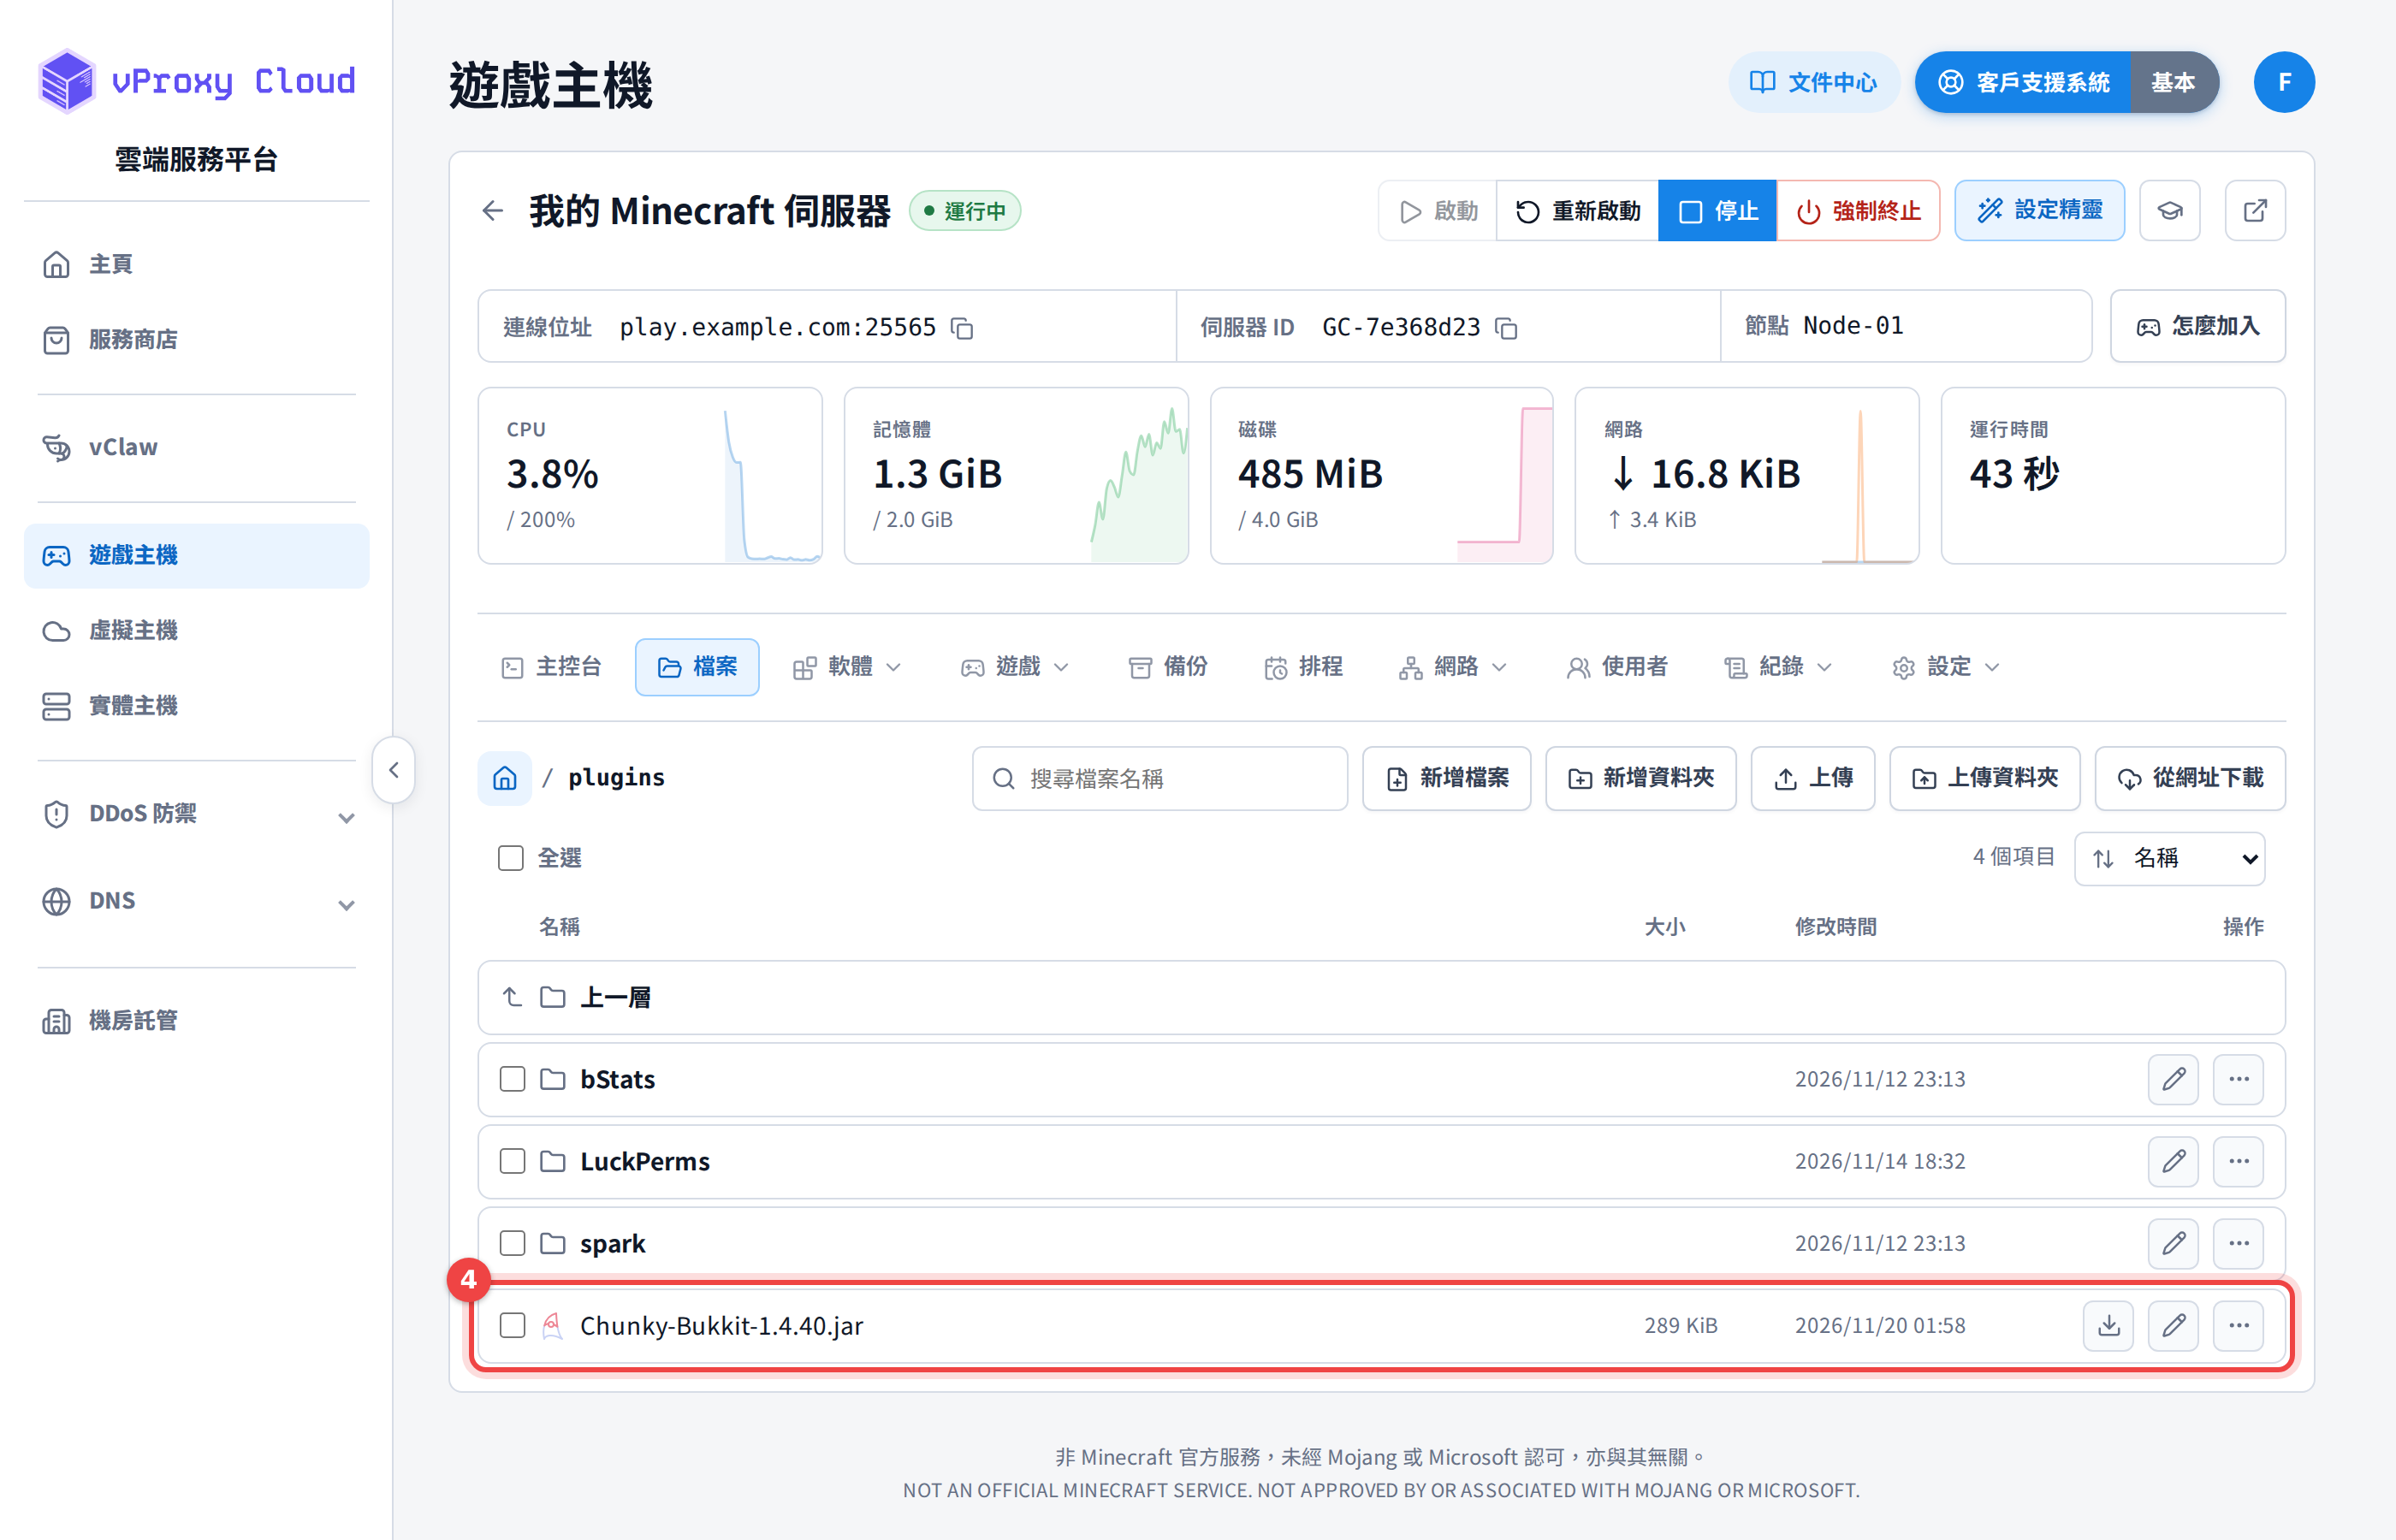 vProxy Cloud
雲端服務平台
主頁
服務商店
vClaw
遊戲主機
虛擬主機
實體主機
DDoS 防禦
DNS
機房託管
遊戲主機
文件中心
客戶支援系統 基本
F
我的 Minecraft 伺服器 運行中
啟動 重新啟動 停止 強制終止 設定精靈
連線位址 play.example.com:25565 伺服器 ID GC-7e368d23 節點 Node-01 怎麼加入
CPU
3.8%
/ 200%
記憶體
1.3 GiB
/ 2.0 GiB
磁碟
485 MiB
/ 4.0 GiB
網路
↓ 16.8 KiB
↑ 3.4 KiB
運行時間
43 秒
主控台 檔案 軟體 遊戲 備份 排程 網路 使用者 紀錄 設定
/ plugins 搜尋檔案名稱 新增檔案 新增資料夾 上傳 上傳資料夾 從網址下載
全選 4 個項目 名稱
名稱 大小 修改時間 操作
上一層
bStats 2026/11/12 23:13
LuckPerms 2026/11/14 18:32
spark 2026/11/12 23:13
4
Chunky-Bukkit-1.4.40.jar 289 KiB 2026/11/20 01:58
非 Minecraft 官方服務，未經 Mojang 或 Microsoft 認可，亦與其無關。
NOT AN OFFICIAL MINECRAFT SERVICE. NOT APPROVED BY OR ASSOCIATED WITH MOJANG OR MICROSOFT.